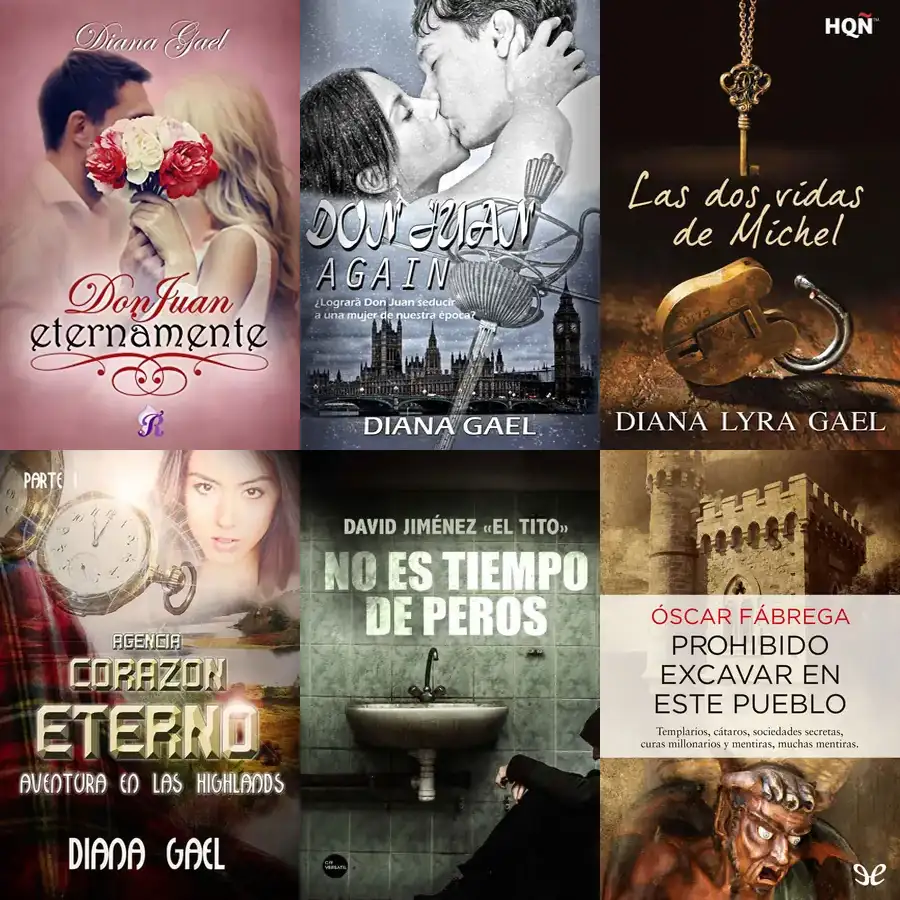 Diana Gael
Don Juan
eternamente
R
DON JUAN
AGAIN
¿Logrará Don Juan seducir
a una mujer de nuestra época?
DIANA GAEL
HQÑ™
Las dos vidas
de Michel
DIANA LYRA GAEL
PARTE I
AGENCIA
CORAZON
ETERNO
AVENTURA EN LAS HIGHLANDS
DIANA GAEL
DAVID JIMÉNEZ «EL TITO»
NO ES TIEMPO
DE PEROS
CÍRC VERSÁTIL
ÓSCAR FÁBREGA
PROHIBIDO
EXCAVAR EN
ESTE PUEBLO
Templarios, cátaros, sociedades secretas,
curas millonarios y mentiras, muchas mentiras.